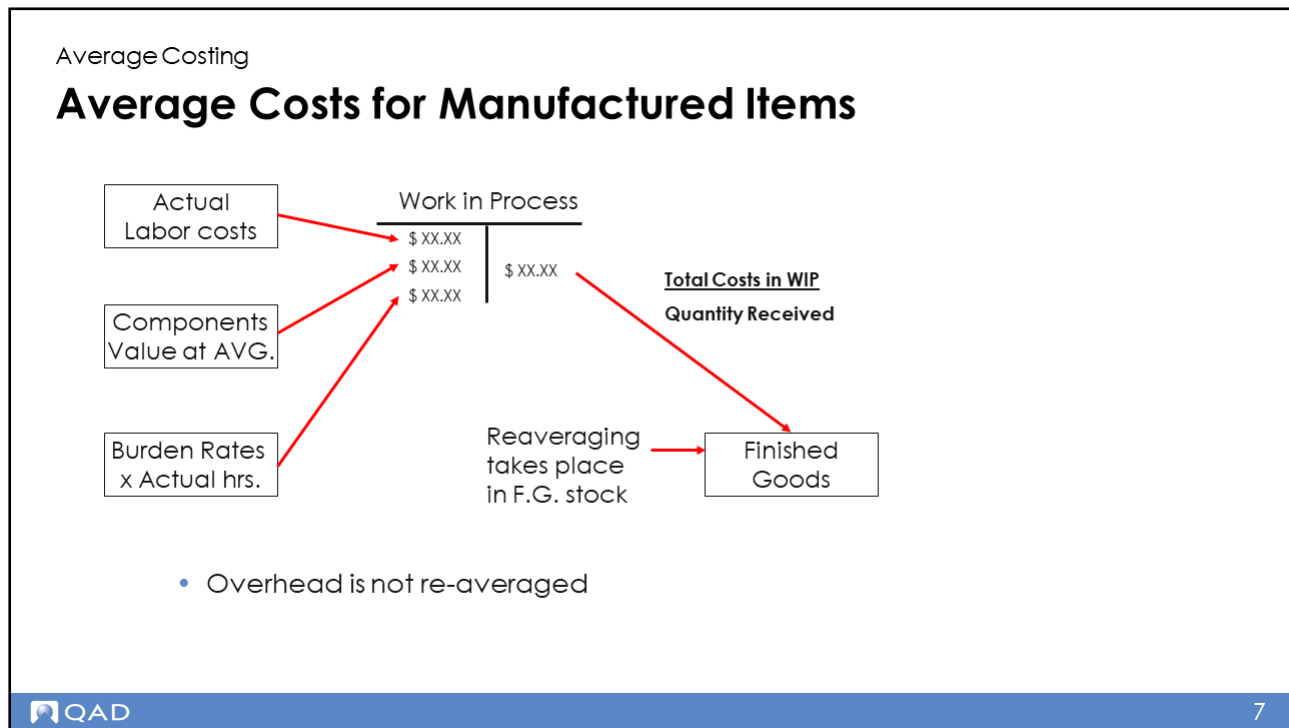 Average Costing
Average Costs for Manufactured Items
Actual
Labor costs
Work in Process
$ XX.XX
$ XX.XX
$ XX.XX
$ XX.XX
Total Costs in WIP
Quantity Received
Components
Value at AVG.
Burden Rates
x Actual hrs.
Reaveraging
takes place
in F.G. stock
Finished
Goods
• Overhead is not re-averaged
QAD
7